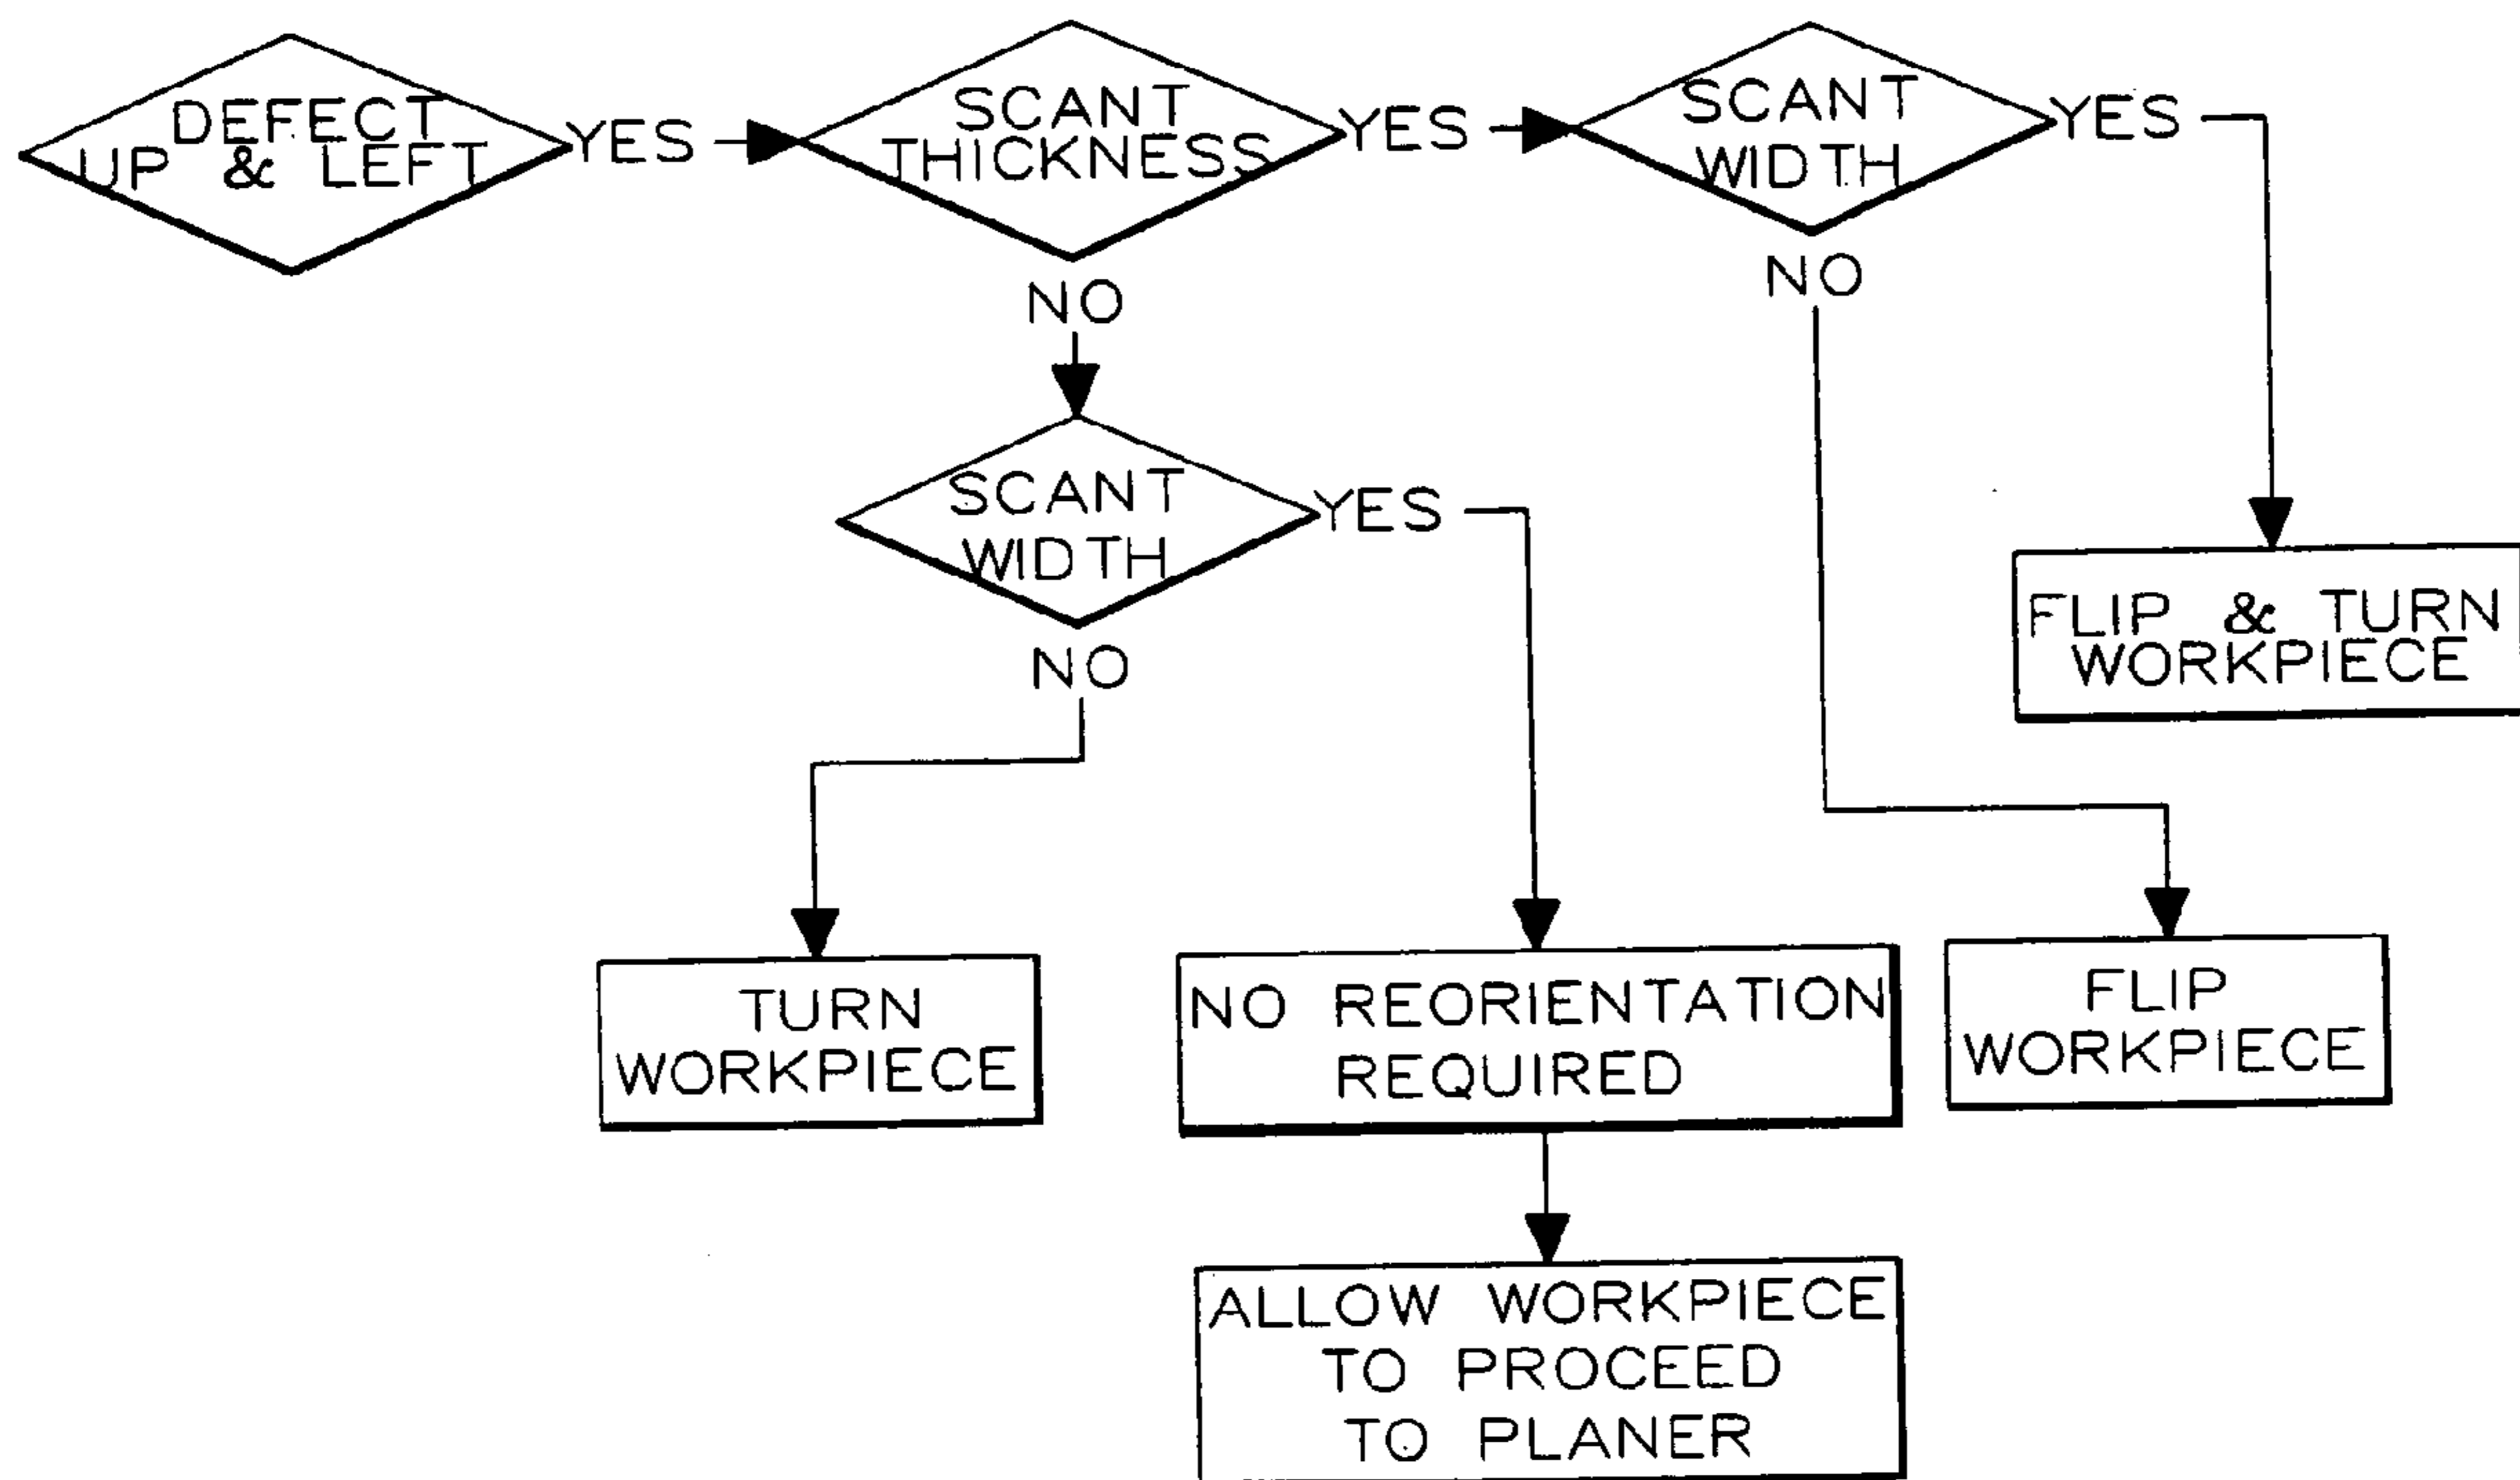 DEFECT
UP & LEFT
YES
SCANT
THICKNESS
YES
SCANT
WIDTH
YES
NO
NO
SCANT
WIDTH
YES
NO
FLIP & TURN
WORKPIECE
TURN
WORKPIECE
NO REORIENTATION
REQUIRED
FLIP
WORKPIECE
ALLOW WORKPIECE
TO PROCEED
TO PLANER